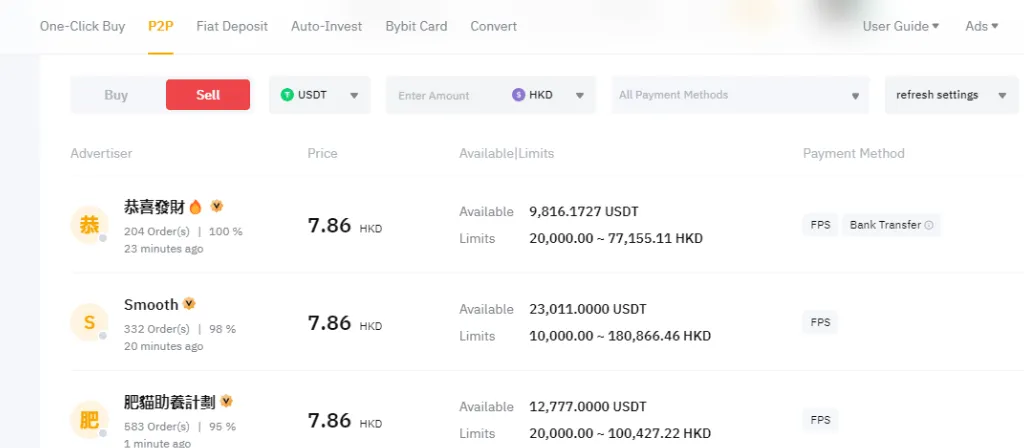 One-Click Buy P2P Fiat Deposit Auto-Invest Bybit Card Convert User Guide Ads
Buy Sell USDT Enter Amount HKD All Payment Methods refresh settings
Advertiser Price Available|Limits Payment Method
恭 恭喜發財🔥
204 Order(s) | 100 %
23 minutes ago
7.86 HKD
Available 9,816.1727 USDT
Limits 20,000.00 ~ 77,155.11 HKD
FPS Bank Transfer
S Smooth
332 Order(s) | 98 %
20 minutes ago
7.86 HKD
Available 23,011.0000 USDT
Limits 10,000.00 ~ 180,866.46 HKD
FPS
肥 肥貓助養計劃
583 Order(s) | 95 %
1 minute ago
7.86 HKD
Available 12,777.0000 USDT
Limits 20,000.00 ~ 100,427.22 HKD
FPS